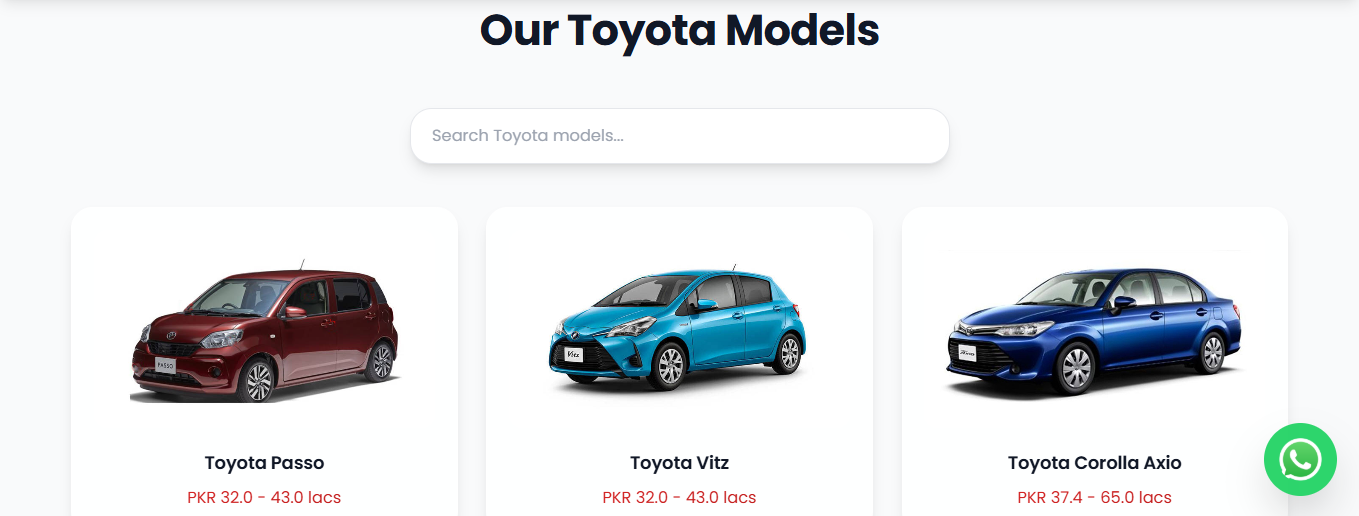 Our Toyota Models
Search Toyota models...
PASSO
Vitz
Toyota Passo
Toyota Vitz
Toyota Corolla Axio
PKR 32.0 - 43.0 lacs
PKR 32.0 - 43.0 lacs
PKR 37.4 - 65.0 lacs